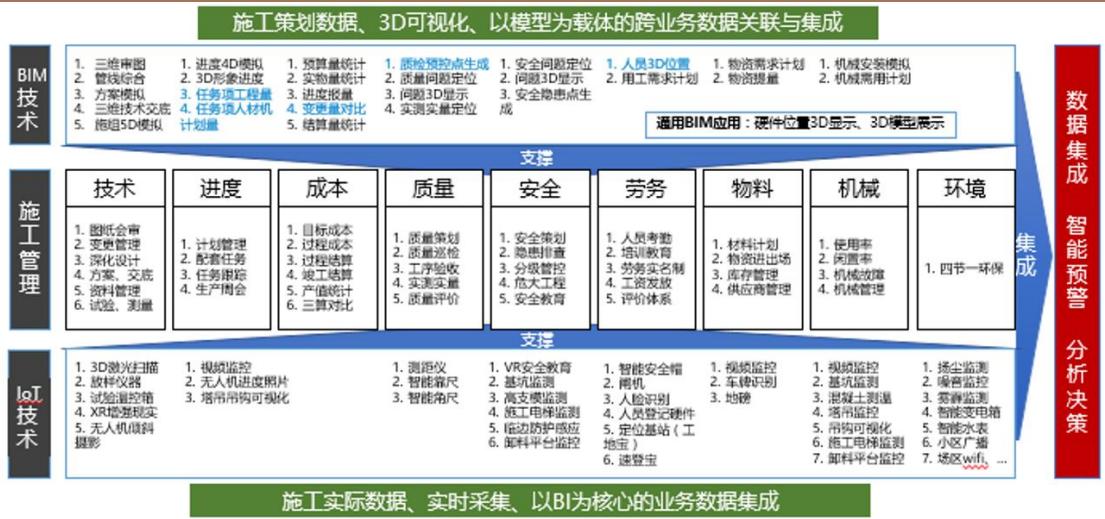 施工策划数据、3D可视化、以模型为载体的跨业务数据关联与集成
BIM
技术
1. 三维审图
2. 管线综合
3. 方案模拟
4. 三维技术交底
5. 施组5D模拟
1. 进度4D模拟
2. 3D形象进度
3. 任务项工程量
4. 任务项人材机
计划量
1. 预算量统计
2. 实物量统计
3. 进度报量
4. 变更量对比
5. 结算量统计
1. 质检预控点生成
2. 质量问题定位
3. 问题3D显示
4. 实测实量定位
1. 安全问题定位
2. 问题3D显示
3. 安全隐患点生
成
1. 人员3D位置
2. 用工需求计划
1. 物资需求计划
2. 物资提量
1. 机械安装模拟
2. 机械需用计划
通用BIM应用：硬件位置3D显示、3D模型展示
支撑
施工管理
技术
1. 图纸会审
2. 变更管理
3. 深化设计
4. 方案、交底
5. 资料管理
6. 试验、测量
进度
1. 计划管理
2. 配套任务
3. 任务跟踪
4. 生产周会
成本
1. 目标成本
2. 过程成本
3. 过程结算
4. 竣工结算
5. 产值统计
6. 三算对比
质量
1. 质量策划
2. 质量巡检
3. 工序验收
4. 实测实量
5. 质量评价
安全
1. 安全策划
2. 隐患排查
3. 分级管控
4. 危大工程
5. 安全教育
劳务
1. 人员考勤
2. 培训教育
3. 劳务实名制
4. 工资发放
5. 评价体系
物料
1. 材料计划
2. 物资进出场
3. 库存管理
4. 供应商管理
机械
1. 使用率
2. 闲置率
3. 机械故障
4. 机械管理
环境
1. 四节一环保
集成
支撑
IoT
技术
1. 3D激光扫描
2. 放样仪器
3. 试验温控箱
4. XR增强现实
5. 无人机倾斜
摄影
1. 视频监控
2. 无人机进度照片
3. 塔吊吊钩可视化
1. 测距仪
2. 智能靠尺
3. 智能角尺
1. VR安全教育
2. 基坑监测
3. 高支模监测
4. 施工电梯监测
5. 临边防护感应
6. 卸料平台监控
1. 智能安全帽
2. 闸机
3. 人脸识别
4. 人员登记硬件
5. 定位基站（工
地宝）
6. 速登宝
1. 视频监控
2. 车牌识别
3. 地磅
1. 视频监控
2. 基坑监测
3. 混凝土测温
4. 塔吊监控
5. 吊钩可视化
6. 施工电梯监测
7. 卸料平台监控
1. 扬尘监测
2. 噪音监控
3. 雾霾监测
4. 智能变电箱
5. 智能水表
6. 小区广播
7. 场区wifi、...
数据集成
智能预警
分析决策
施工实际数据、实时采集、以BI为核心的业务数据集成